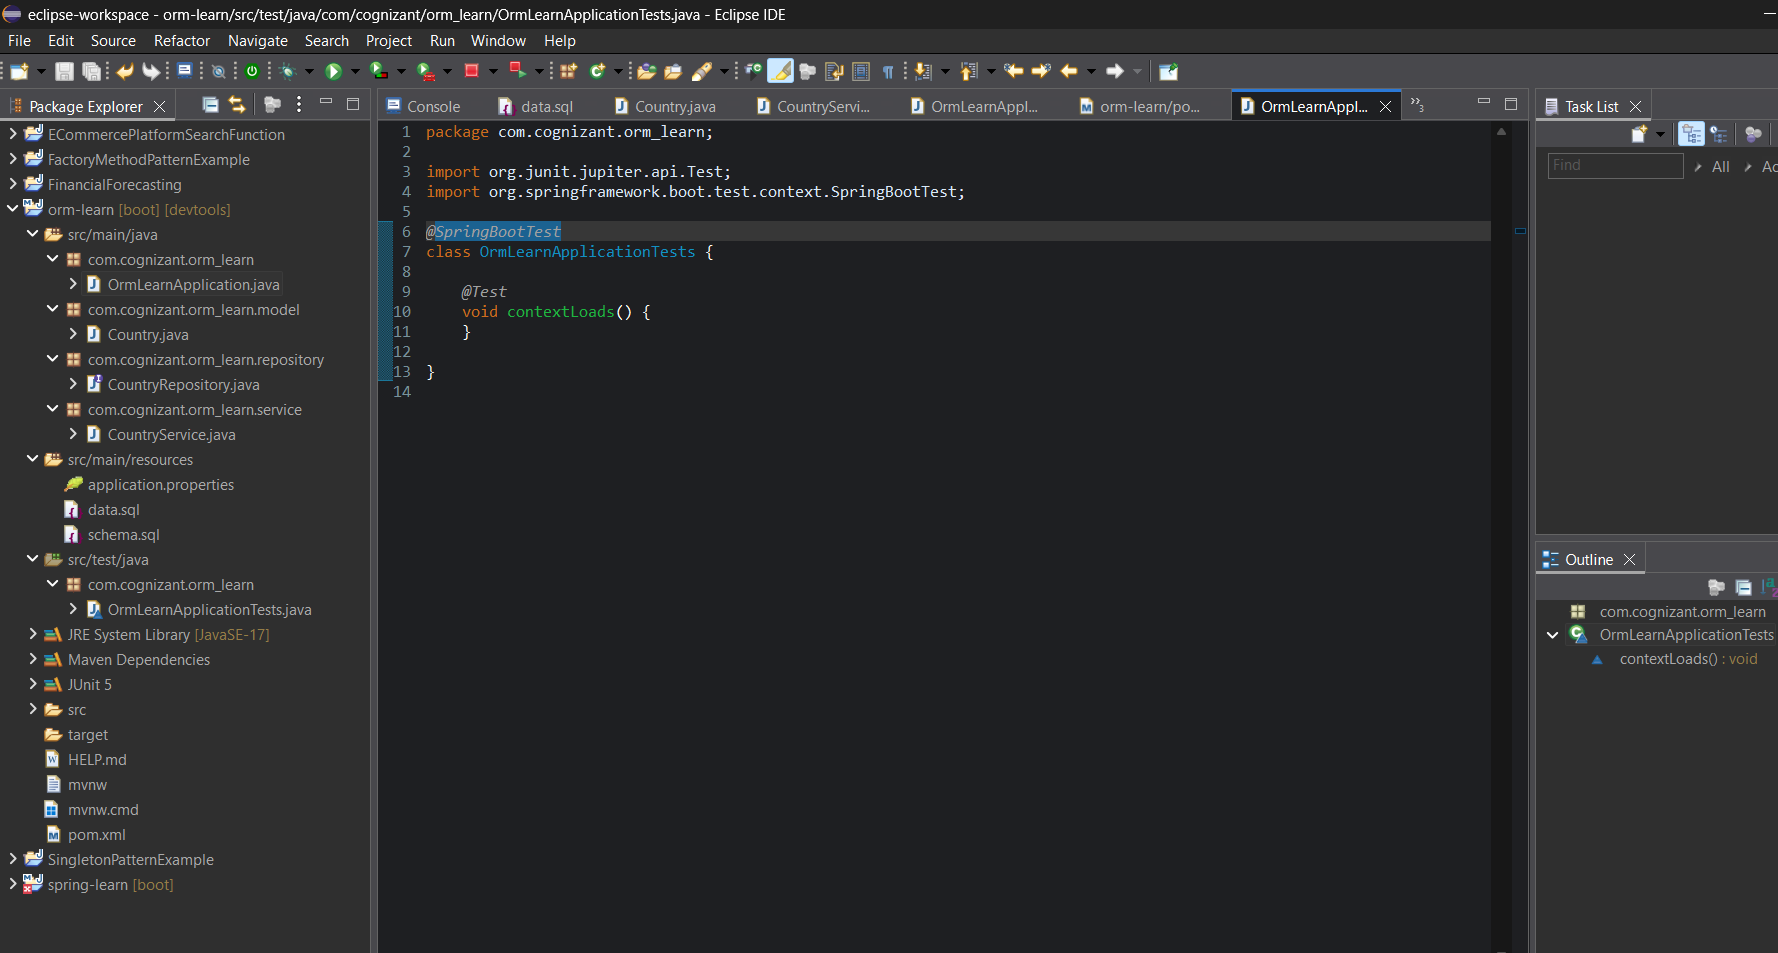 eclipse-workspace - orm-learn/src/test/java/com/cognizant/orm_learn/OrmLearnApplicationTests.java - Eclipse IDE
File Edit Source Refactor Navigate Search Project Run Window Help
Package Explorer
ECommercePlatformSearchFunction
FactoryMethodPatternExample
FinancialForecasting
orm-learn [boot] [devtools]
src/main/java
com.cognizant.orm_learn
OrmLearnApplication.java
com.cognizant.orm_learn.model
Country.java
com.cognizant.orm_learn.repository
CountryRepository.java
com.cognizant.orm_learn.service
CountryService.java
src/main/resources
application.properties
data.sql
schema.sql
src/test/java
com.cognizant.orm_learn
OrmLearnApplicationTests.java
JRE System Library [JavaSE-17]
Maven Dependencies
JUnit 5
src
target
HELP.md
mvnw
mvnw.cmd
pom.xml
SingletonPatternExample
spring-learn [boot]
Console data.sql Country.java CountryServi... OrmLearnAppl... orm-learn/po... OrmLearnAppl... »3
1 package com.cognizant.orm_learn;
2
3 import org.junit.jupiter.api.Test;
4 import org.springframework.boot.test.context.SpringBootTest;
5
6 @SpringBootTest
7 class OrmLearnApplicationTests {
8
9 @Test
10 void contextLoads() {
11 }
12
13 }
14
Task List
Find All Ac
Outline
com.cognizant.orm_learn
OrmLearnApplicationTests
contextLoads() : void